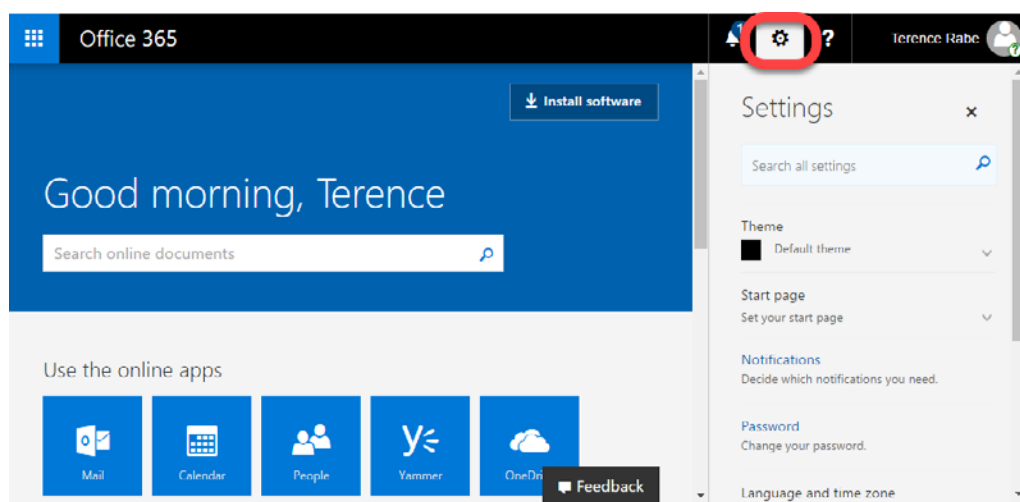 Office 365
1
?
Terence Rabe
?
Install software
Good morning, Terence
Search online documents
Use the online apps
Mail
Calendar
People
Yammer
Feedback
Settings
Search all settings
Theme
Default theme
Start page
Set your start page
Notifications
Decide which notifications you need.
Password
Change your password.
Language and time zone